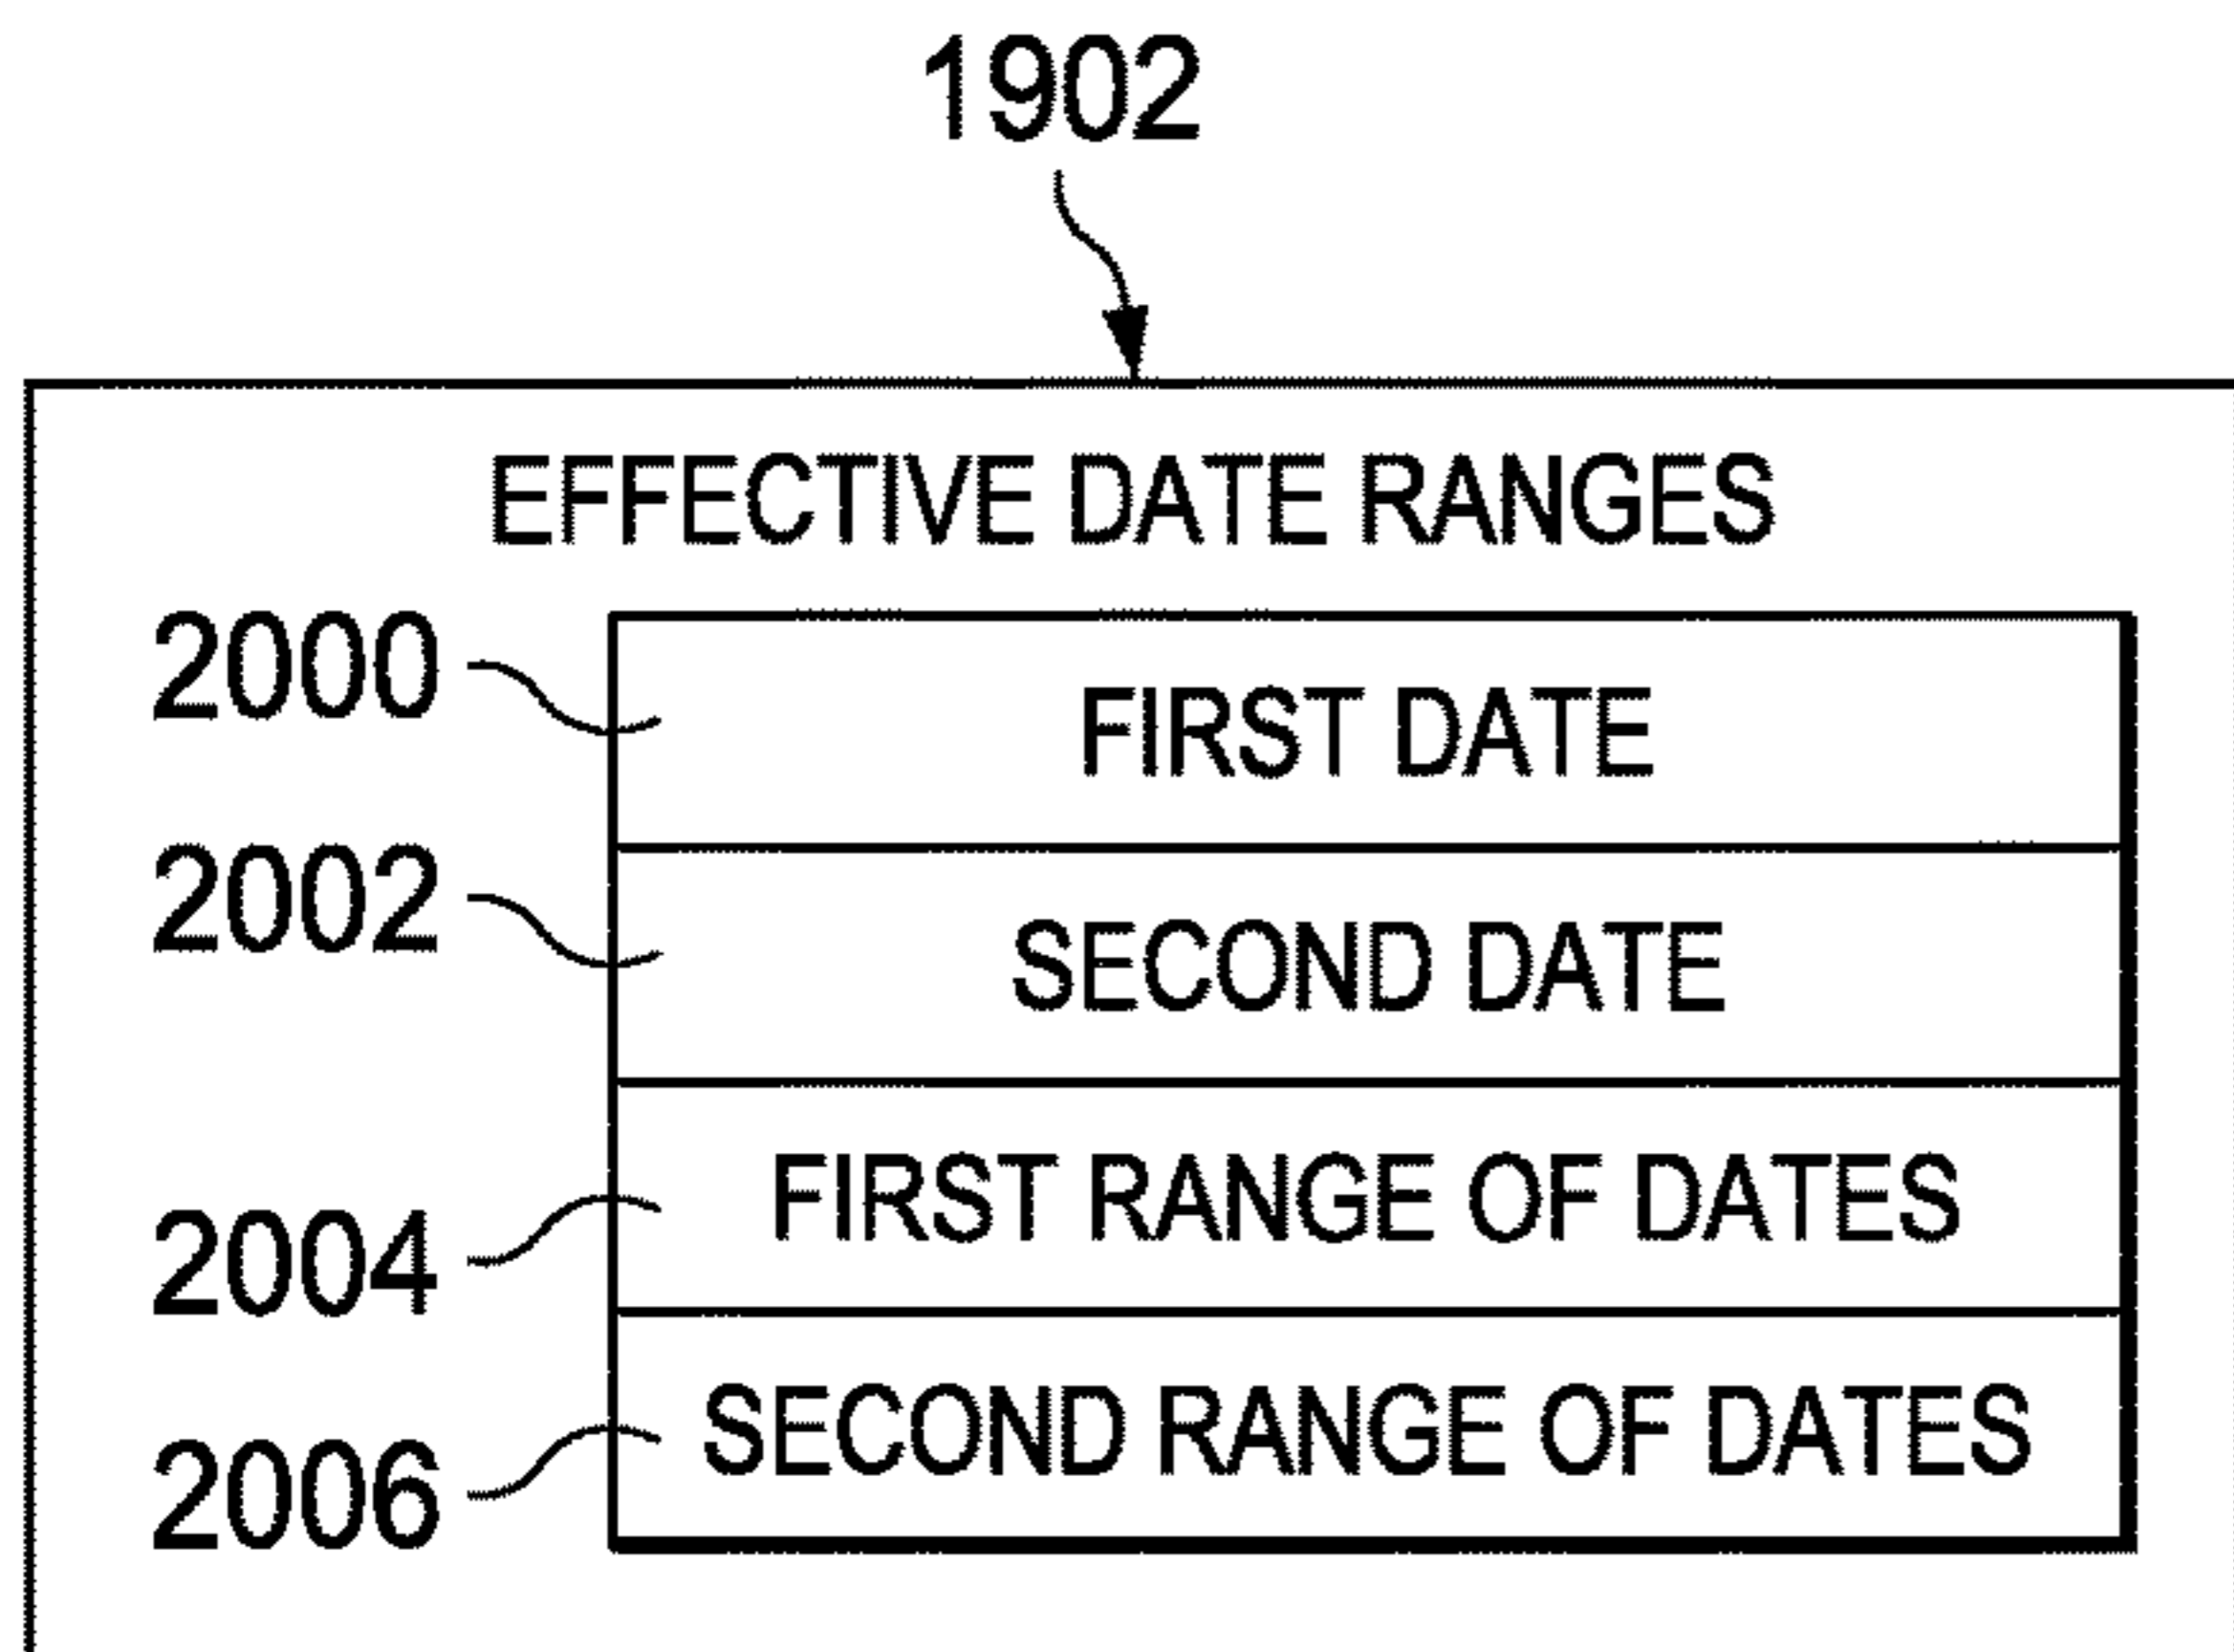 1902
EFFECTIVE DATE RANGES
2000 FIRST DATE
2002 SECOND DATE
2004 FIRST RANGE OF DATES
2006 SECOND RANGE OF DATES